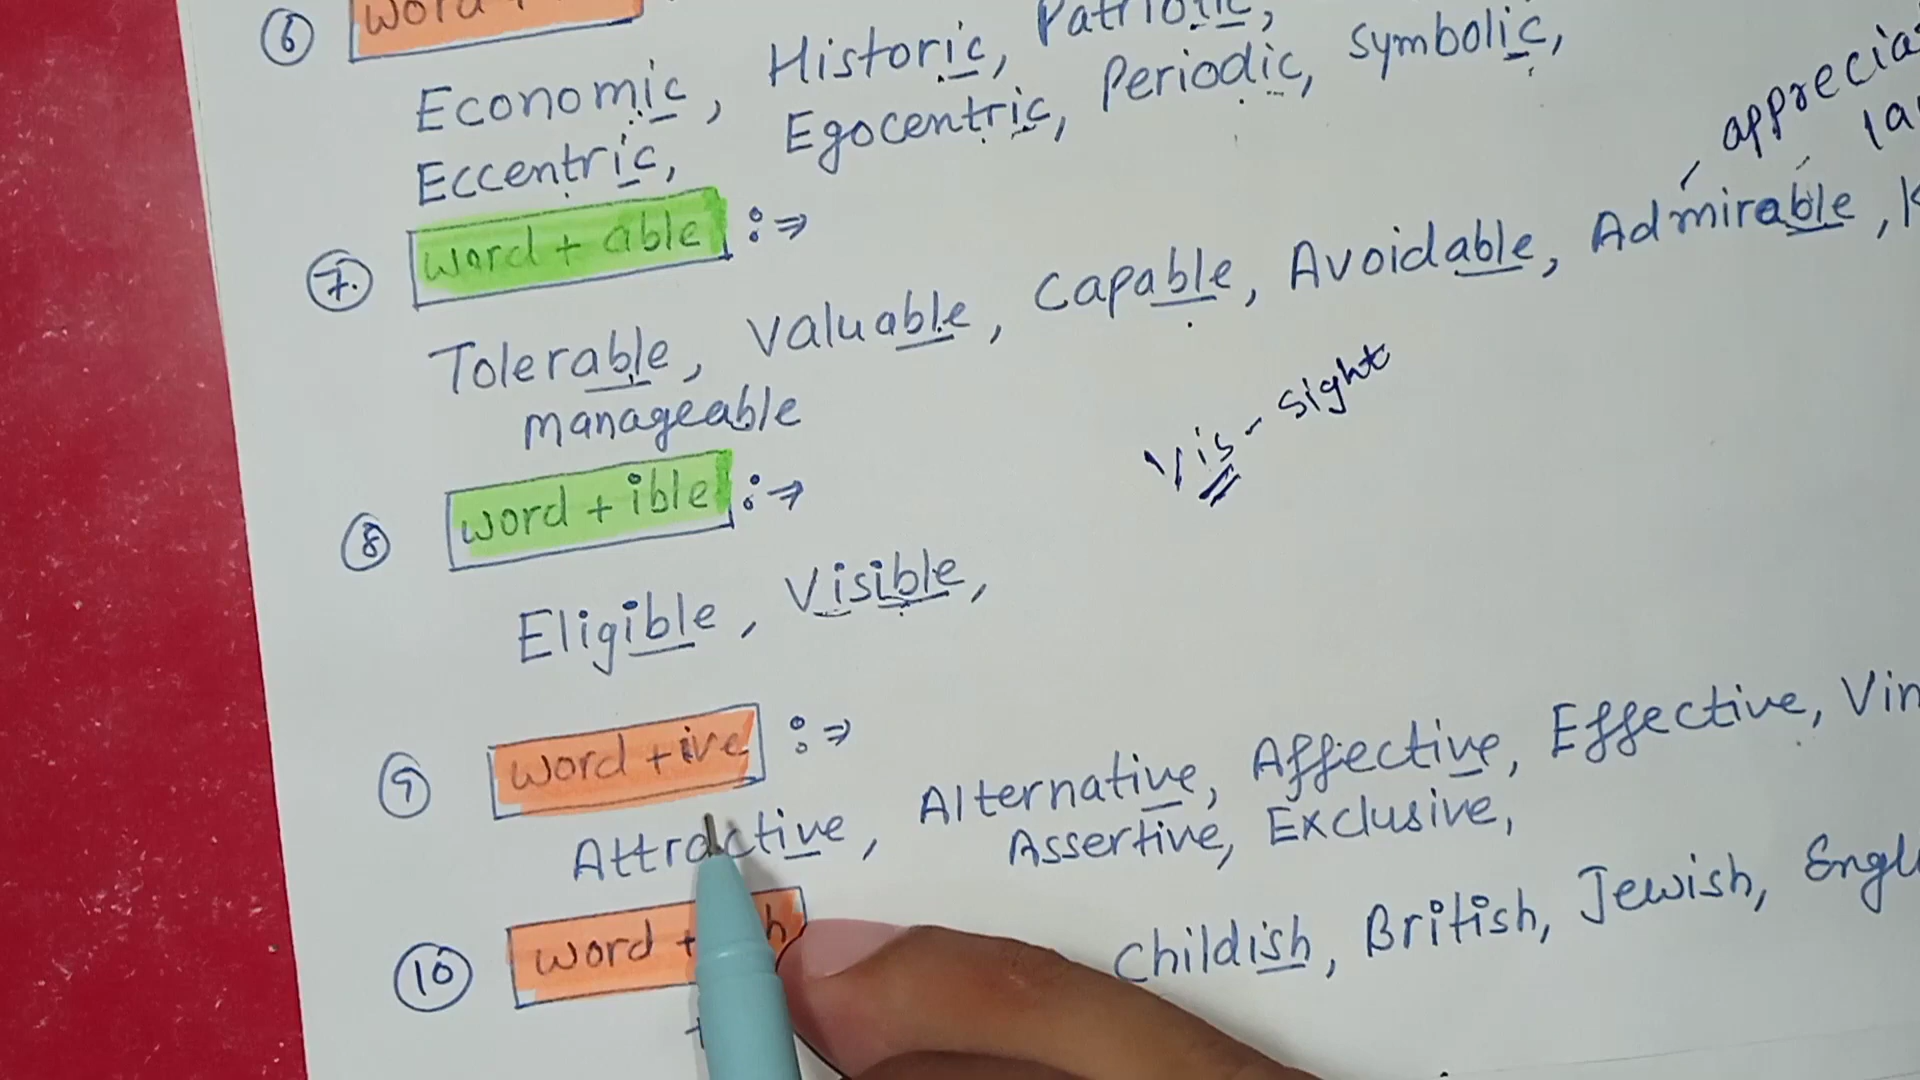 ⑥ word +
Economic, Historic, Patriotic,
Eccentric, Egocentric, Periodic, Symbolic,
⑦. word + able :⇒
Tolerable, Valuable, Capable, Avoidable, Admirable,
manageable
Vis - Sight
⑧ word + ible :⇒
Eligible, Visible,
⑨ word + ive :⇒
Attractive, Alternative, Affective, Effective,
Assertive, Exclusive,
⑩ word +
Childish, British, Jewish,